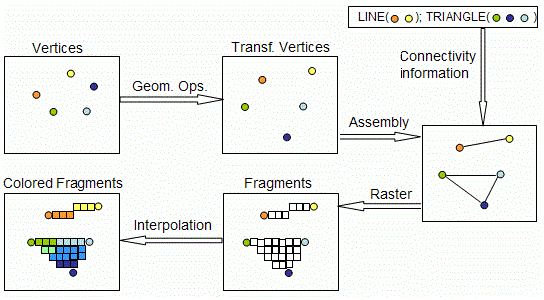 LINE( ); TRIANGLE( )
Vertices
Transf. Vertices
Connectivity
information
Geom. Ops.
Assembly
Colored Fragments
Fragments
Raster
Interpolation